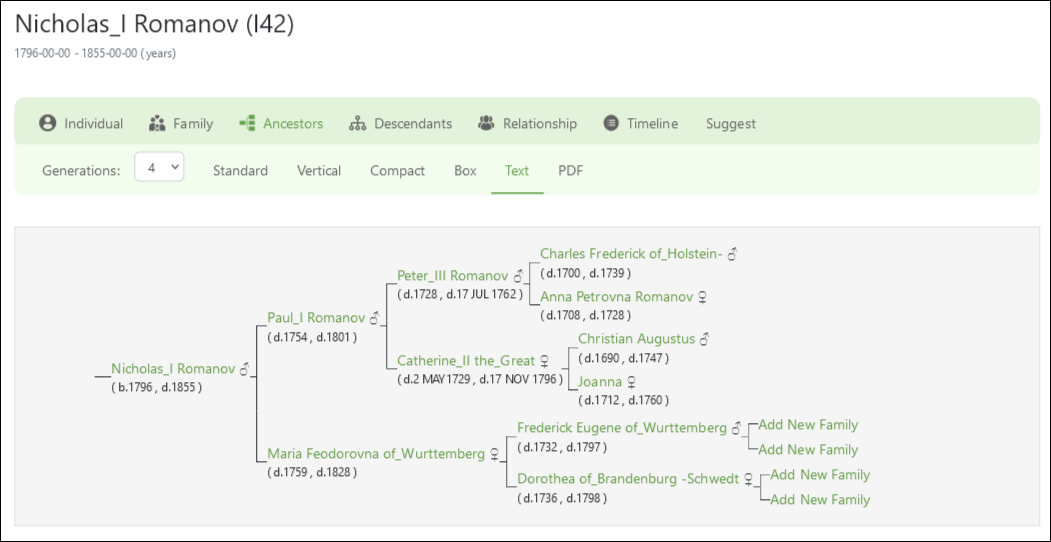 Nicholas_I Romanov (I42)
1796-00-00 - 1855-00-00 ( years)
Individual Family Ancestors Descendants Relationship Timeline Suggest
Generations: 4 Standard Vertical Compact Box Text PDF
Charles Frederick of_Holstein- ♂
( d.1700 , d.1739 )
Peter_III Romanov ♂
( d.1728 , d.17 JUL 1762 )
Anna Petrovna Romanov ♀
( d.1708 , d.1728 )
Paul_I Romanov ♂
( d.1754 , d.1801 )
Christian Augustus ♂
( d.1690 , d.1747 )
Catherine_II the_Great ♀
( d.2 MAY1729 , d.17 NOV 1796 )
Joanna ♀
( d.1712 , d.1760 )
Nicholas_I Romanov ♂
( b.1796 , d.1855 )
Frederick Eugene of_Wurttemberg ♂
( d.1732 , d.1797 )
Add New Family
Add New Family
Maria Feodorovna of_Wurttemberg ♀
( d.1759 , d.1828 )
Dorothea of_Brandenburg -Schwedt ♀
( d.1736 , d.1798 )
Add New Family
Add New Family